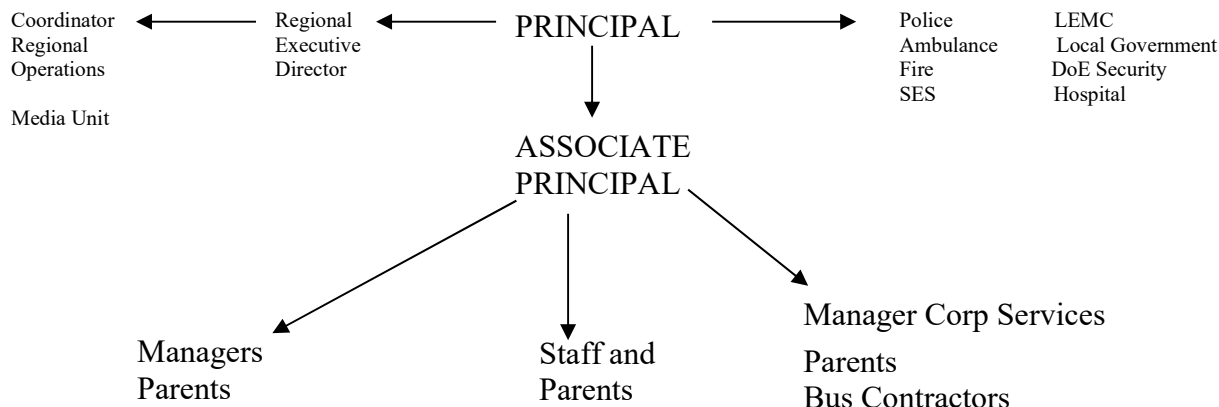 Coordinator
Regional
Operations
Media Unit
Regional
Executive
Director
PRINCIPAL
Police LEMC
Ambulance Local Government
Fire DoE Security
SES Hospital
ASSOCIATE
PRINCIPAL
Managers
Parents
Staff and
Parents
Manager Corp Services
Parents
Bus Contractors